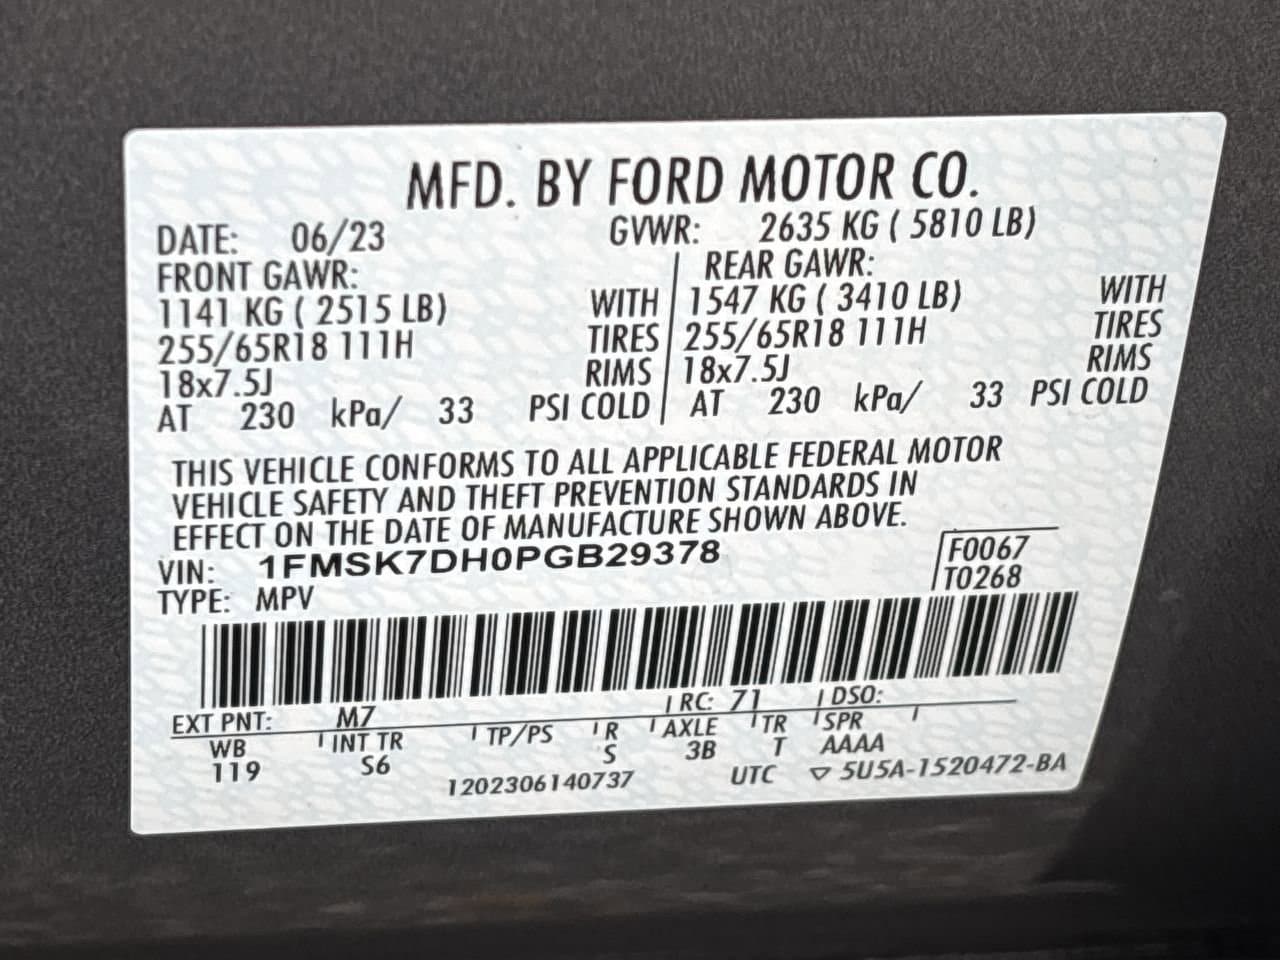 MFD. BY FORD MOTOR CO.
DATE: 06/23 GVWR: 2635 KG ( 5810 LB)
FRONT GAWR: REAR GAWR:
1141 KG ( 2515 LB) WITH 1547 KG ( 3410 LB) WITH
255/65R18 111H TIRES 255/65R18 111H TIRES
18x7.5J RIMS 18x7.5J RIMS
AT 230 kPa/ 33 PSI COLD AT 230 kPa/ 33 PSI COLD
THIS VEHICLE CONFORMS TO ALL APPLICABLE FEDERAL MOTOR
VEHICLE SAFETY AND THEFT PREVENTION STANDARDS IN
EFFECT ON THE DATE OF MANUFACTURE SHOWN ABOVE.
VIN: 1FMSK7DH0PGB29378 F0067
TYPE: MPV T0268
EXT PNT: M7 RC: 71 DSO:
WB INT TR TP/PS R AXLE TR SPR
119 S6 S 3B T AAAA
1202306140737 UTC ▽ 5U5A-1520472-BA